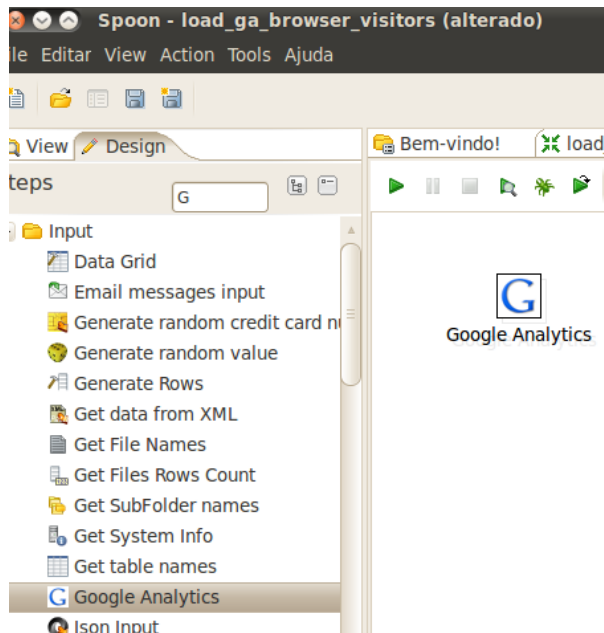 Spoon - load_ga_browser_visitors (alterado)
ile Editar View Action Tools Ajuda
View Design
Bem-vindo! load
teps
G
Input
Data Grid
Email messages input
Generate random credit card nu
Generate random value
Generate Rows
Get data from XML
Get File Names
Get Files Rows Count
Get SubFolder names
Get System Info
Get table names
Google Analytics
Json Input
G
Google Analytics